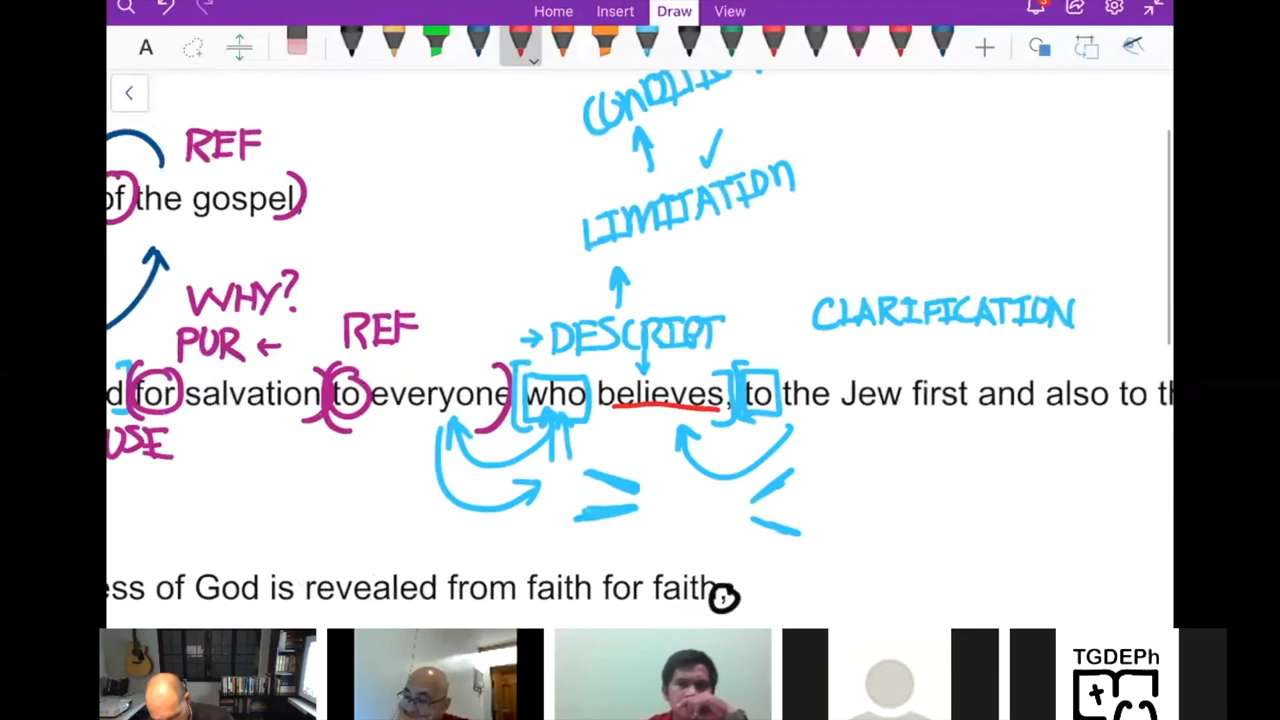 Home Insert Draw View
A
REF
of the gospel,
LIMITATION
WHY?
PUR ← REF → DESCRIPT CLARIFICATION
d for salvation to everyone who believes, to the Jew first and also to th
USE
ess of God is revealed from faith for faith,
TGDEPh